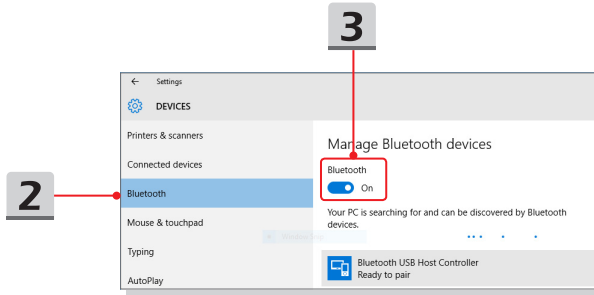 3
← Settings
DEVICES
Printers & scanners
Connected devices
Bluetooth
Mouse & touchpad
Typing
AutoPlay
Manage Bluetooth devices
Bluetooth
On
Your PC is searching for and can be discovered by Bluetooth
devices.
Bluetooth USB Host Controller
Ready to pair
2